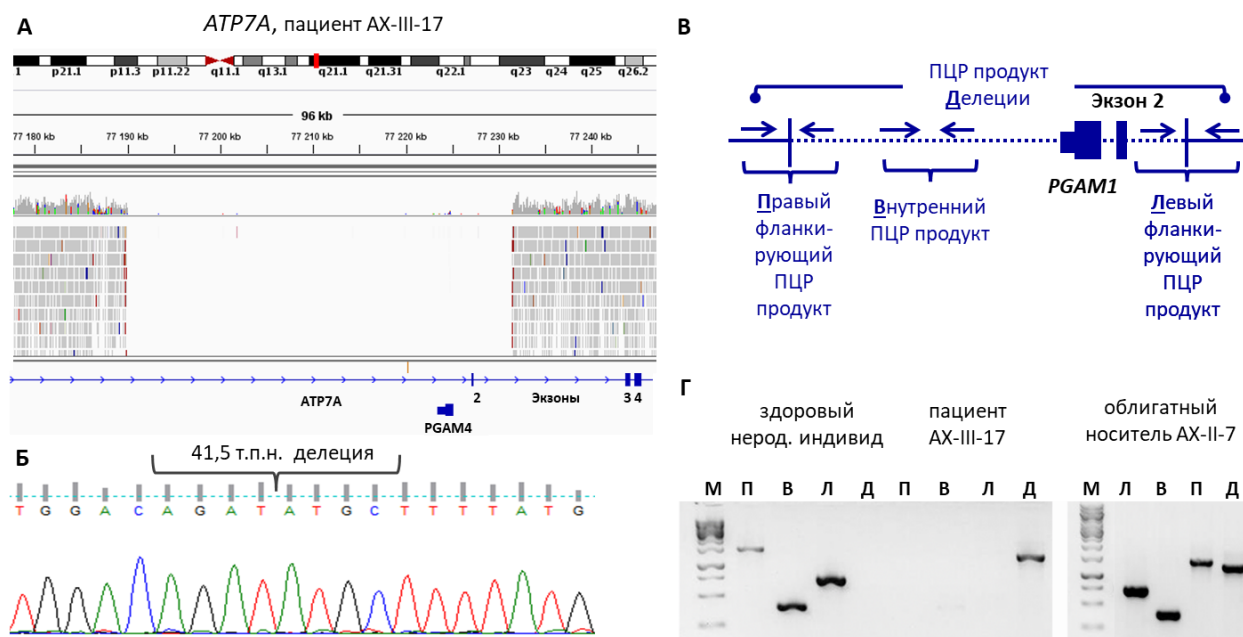 А
ATP7A, пациент АХ-III-17
1 p21.1 p11.3 p11.22 q11.1 q13.1 q21.1 q21.31 q22.1 q23 q24 q25 q26.2
96 kb
77 180 kb 77 190 kb 77 200 kb 77 210 kb 77 220 kb 77 230 kb 77 240 kb
2 3 4
ATP7A Экзоны
PGAM4
Б
41,5 т.п.н. делеция
T G G A C A G A T A T G C T T T T A T G
В
ПЦР продукт
Делеции
Экзон 2
PGAM1
Правый
фланки-
рующий
ПЦР
продукт
Внутренний
ПЦР продукт
Левый
фланки-
рующий
ПЦР
продукт
Г
здоровый
нерод. индивид
пациент
АХ-III-17
облигатный
носитель АХ-II-7
М П В Л Д П В Л Д
М Л В П Д